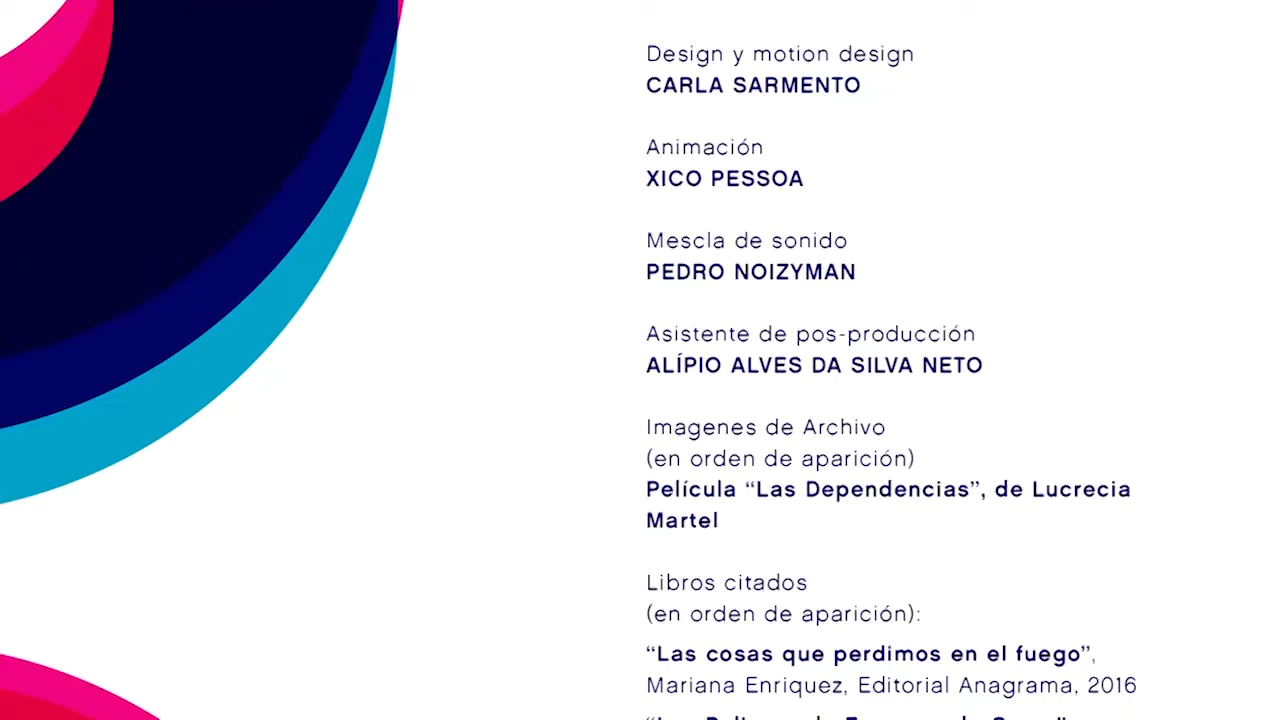 Design y motion design
CARLA SARMENTO
Animación
XICO PESSOA
Mescla de sonido
PEDRO NOIZYMAN
Asistente de pos-producción
ALÍPIO ALVES DA SILVA NETO
Imagenes de Archivo
(en orden de aparición)
Película “Las Dependencias”, de Lucrecia
Martel
Libros citados
(en orden de aparición):
“Las cosas que perdimos en el fuego”,
Mariana Enriquez, Editorial Anagrama, 2016